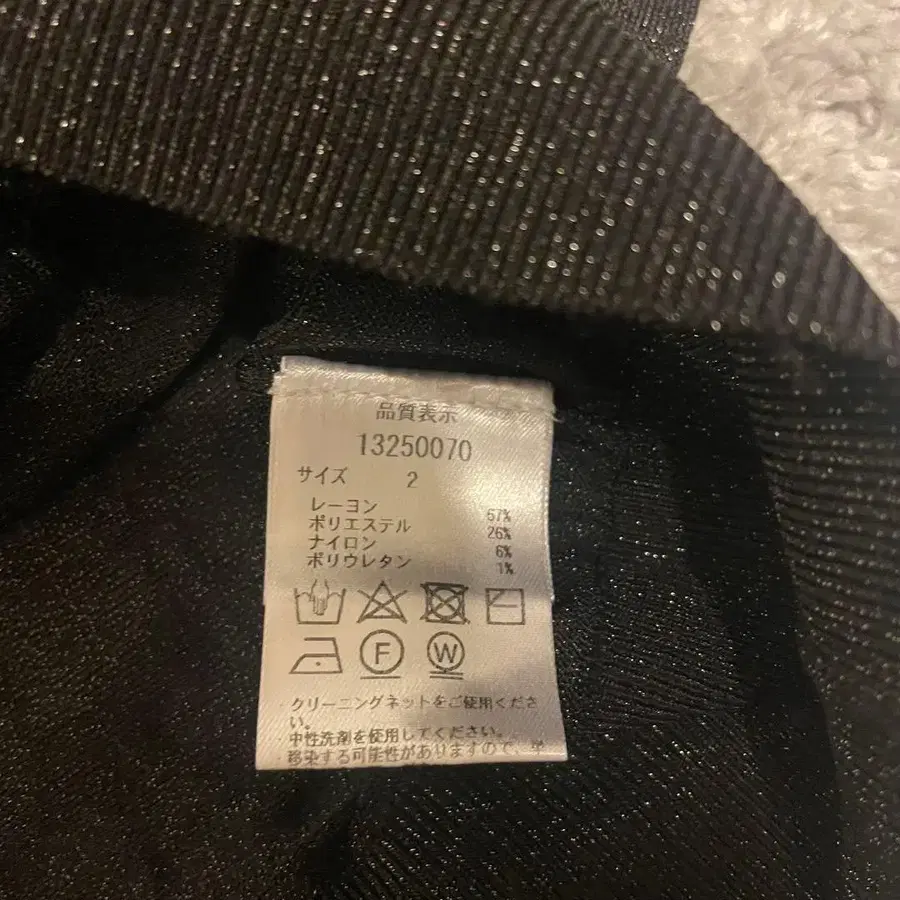 品質表示
13250070
サイズ 2
レーヨン 67%
ポリエステル 26%
ナイロン 6%
ポリウレタン 1%
F W
・クリーニングネットをご使用くださ
い。
中性洗剤を使用してください。
移染する可能性がありますので、単